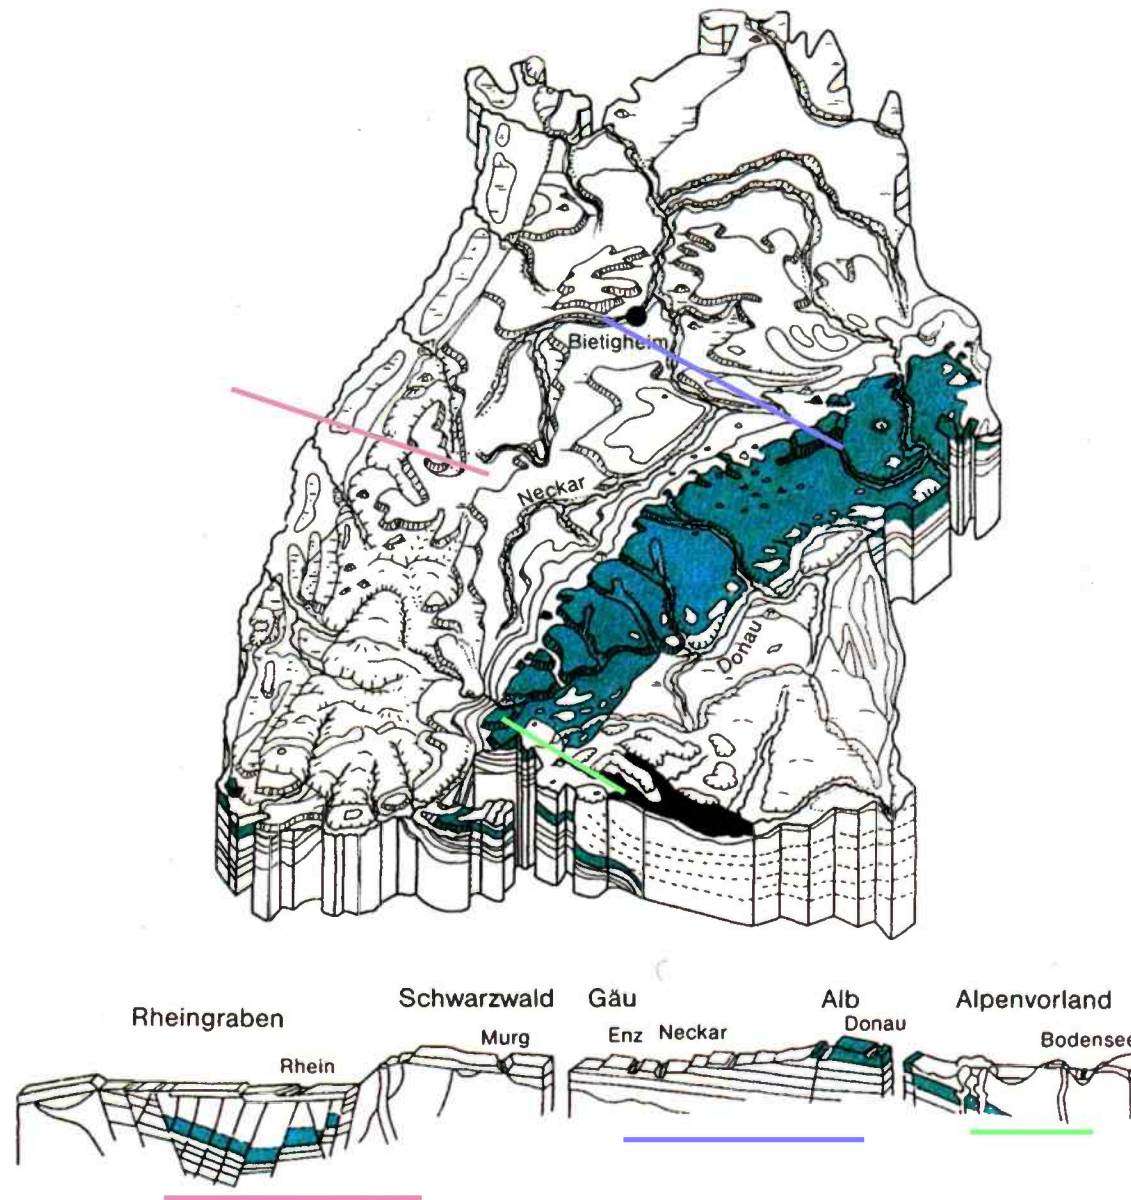 Bietigheim
Neckar
Donau
Schwarzwald Gäu Alb Alpenvorland
Rheingraben
Murg Enz Neckar Donau Bodensee
Rhein